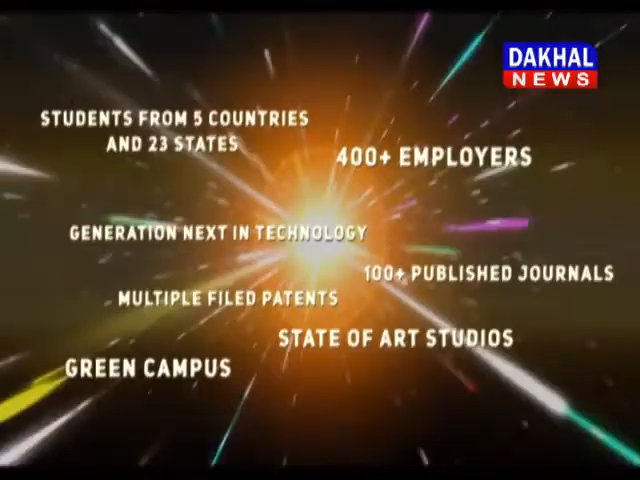 DAKHAL
NEWS
STUDENTS FROM 5 COUNTRIES
AND 23 STATES
400+ EMPLOYERS
GENERATION NEXT IN TECHNOLOGY
100+ PUBLISHED JOURNALS
MULTIPLE FILED PATENTS
STATE OF ART STUDIOS
GREEN CAMPUS